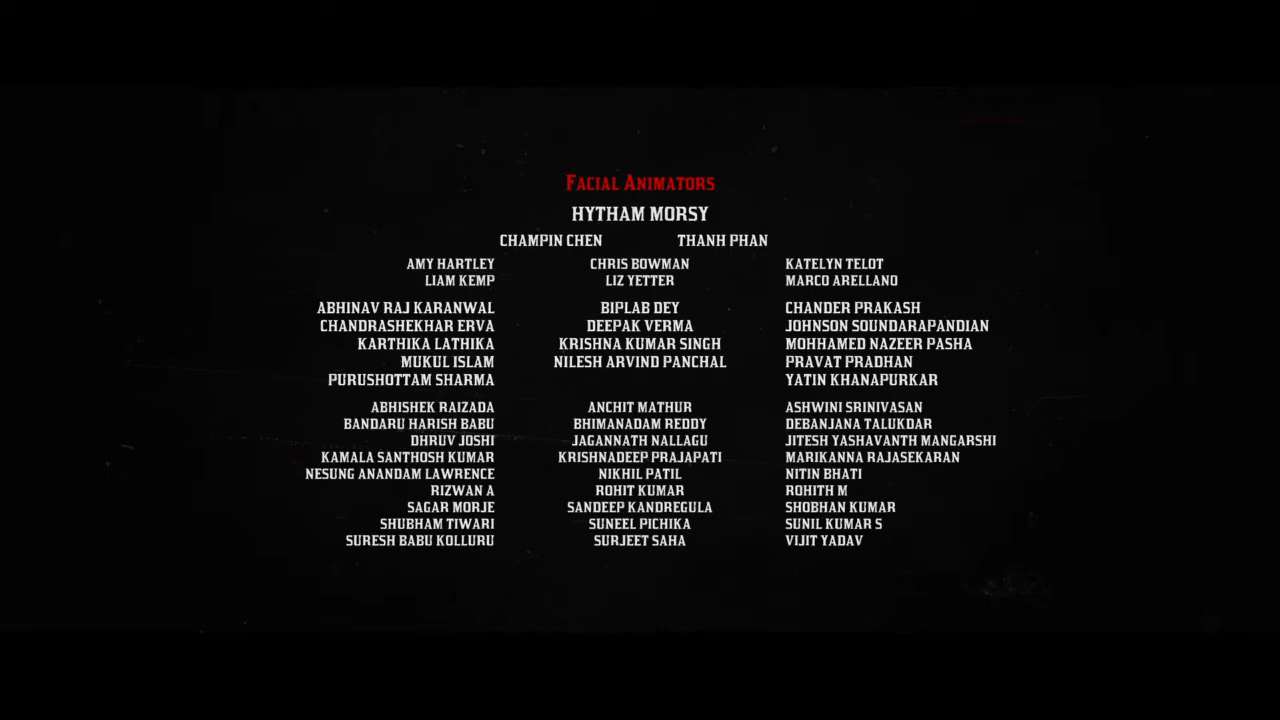 Facial Animators
HYTHAM MORSY
CHAMPIN CHEN THANH PHAN
AMY HARTLEY CHRIS BOWMAN KATELYN TELOT
LIAM KEMP LIZ YETTER MARCO ARELLANO
ABHINAV RAJ KARANWAL BIPLAB DEY CHANDER PRAKASH
CHANDRASHEKHAR ERVA DEEPAK VERMA JOHNSON SOUNDARAPANDIAN
KARTHIKA LATHIKA KRISHNA KUMAR SINGH MOHHAMED NAZEER PASHA
MUKUL ISLAM NILESH ARVIND PANCHAL PRAVAT PRADHAN
PURUSHOTTAM SHARMA YATIN KHANAPURKAR
ABHISHEK RAIZADA ANCHIT MATHUR ASHWINI SRINIVASAN
BANDARU HARISH BABU BHIMANADAM REDDY DEBANJANA TALUKDAR
DHRUV JOSHI JAGANNATH NALLAGU JITESH YASHAVANTH MANGARSHI
KAMALA SANTHOSH KUMAR KRISHNADEEP PRAJAPATI MARIKANNA RAJASEKARAN
NESUNG ANANDAM LAWRENCE NIKHIL PATIL NITIN BHATI
RIZWAN A ROHIT KUMAR ROHITH M
SAGAR MORJE SANDEEP KANDREGULA SHOBHAN KUMAR
SHUBHAM TIWARI SUNEEL PICHIKA SUNIL KUMAR S
SURESH BABU KOLLURU SURJEET SAHA VIJIT YADAV